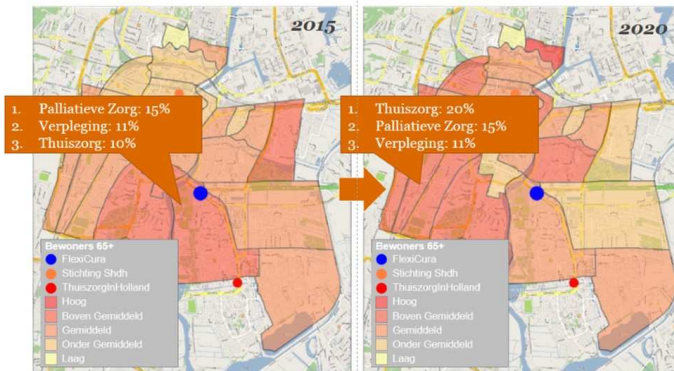 2015
1. Palliatieve Zorg: 15%
2. Verpleging: 11%
3. Thuiszorg: 10%
Bewoners 65+
FlexiCura
Stichting Shdh
ThuiszorgInHolland
Hoog
Boven Gemiddeld
Gemiddeld
Onder Gemiddeld
Laag
2020
1. Thuiszorg: 20%
2. Palliatieve Zorg: 15%
3. Verpleging: 11%
Bewoners 65+
FlexiCura
Stichting Shdh
ThuiszorgInHolland
Hoog
Boven Gemiddeld
Gemiddeld
Onder Gemiddeld
Laag